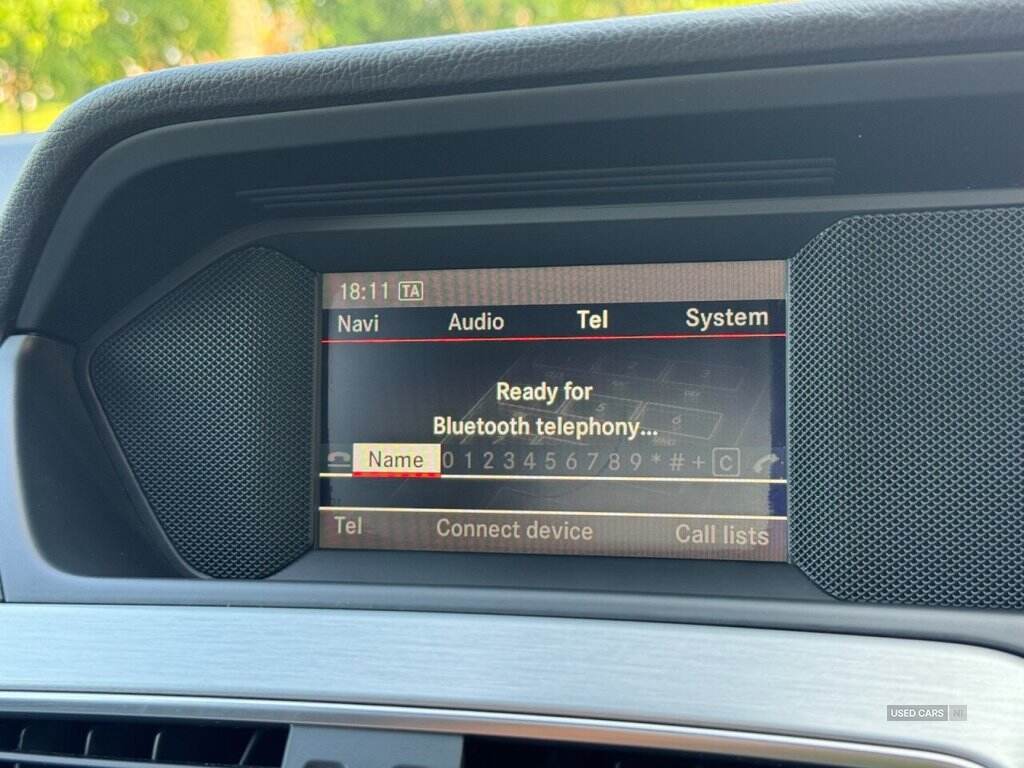 18:11 TA
Navi Audio Tel System
Ready for
Bluetooth telephony...
Name 0 1 2 3 4 5 6 7 8 9 * # + C
Tel Connect device Call lists
USED CARS NI